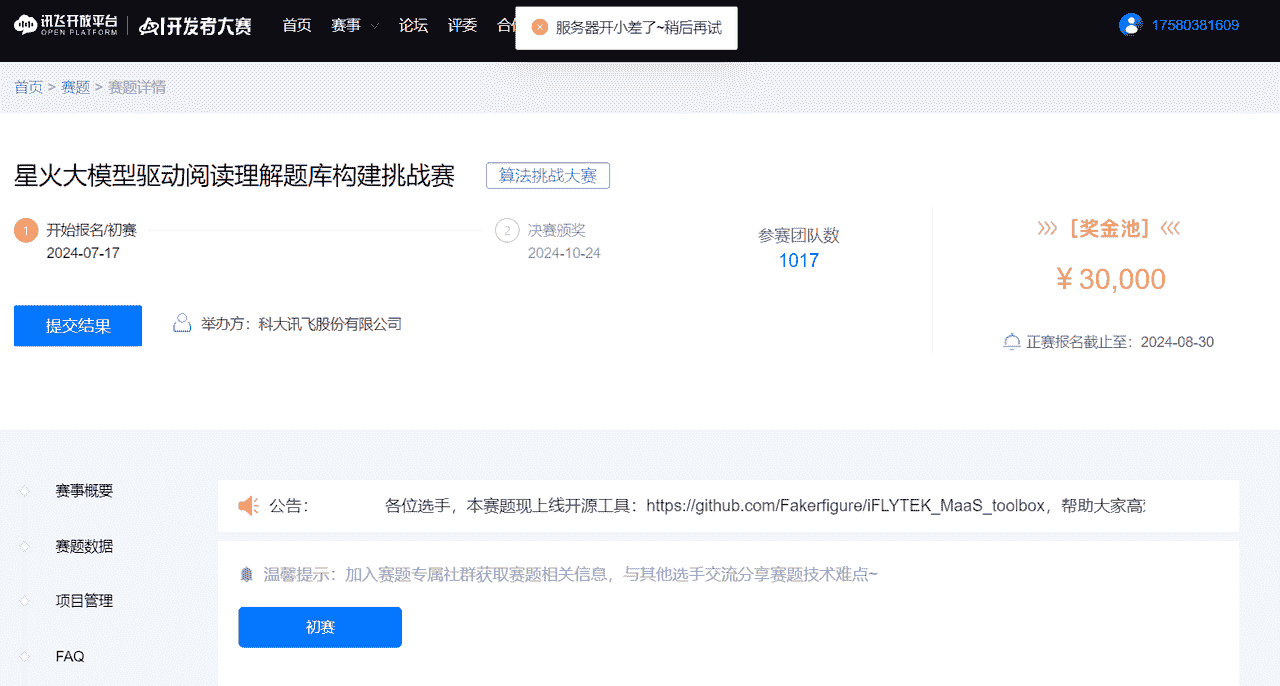 讯飞开放平台 OPEN PLATFORM AI开发者大赛 首页 赛事 论坛 评委 合 服务器开小差了~稍后再试 17580381609
首页 > 赛题 > 赛题详情
星火大模型驱动阅读理解题库构建挑战赛 算法挑战大赛
1 开始报名/初赛
2024-07-17
2 决赛颁奖
2024-10-24
参赛团队数
1017
[奖金池]
¥30,000
正赛报名截止至：2024-08-30
提交结果 举办方：科大讯飞股份有限公司
赛事概要
赛题数据
项目管理
FAQ
公告： 各位选手，本赛题现上线开源工具：https://github.com/Fakerfigure/iFLYTEK_MaaS_toolbox，帮助大家高
温馨提示：加入赛题专属社群获取赛题相关信息，与其他选手交流分享赛题技术难点~
初赛